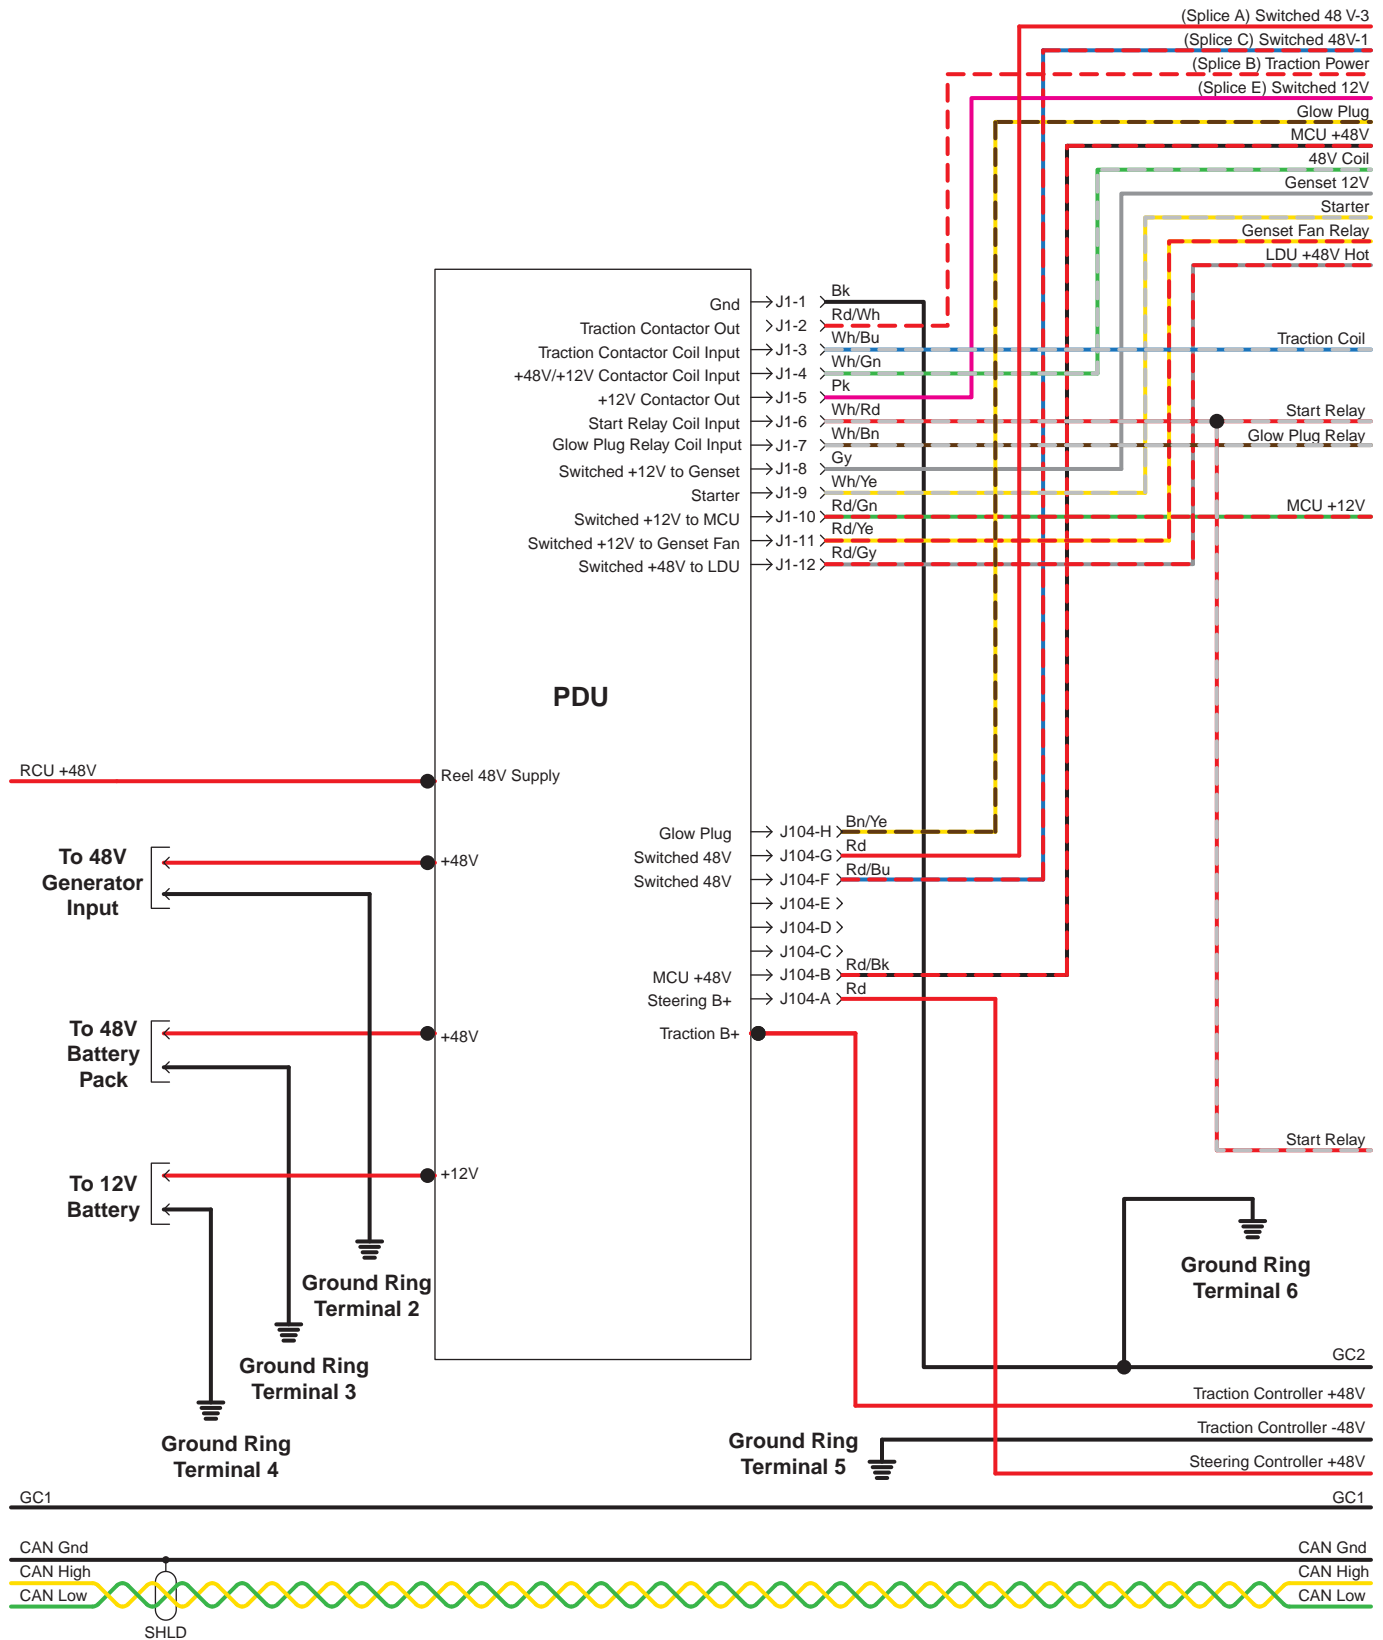 (Splice A) Switched 48 V-3
(Splice C) Switched 48V-1
(Splice B) Traction Power
(Splice E) Switched 12V
Glow Plug
MCU +48V
48V Coil
Genset 12V
Starter
Genset Fan Relay
LDU +48V Hot
Gnd J1-1 Bk
Traction Contactor Out J1-2 Rd/Wh
Traction Contactor Coil Input J1-3 Wh/Bu Traction Coil
+48V/+12V Contactor Coil Input J1-4 Wh/Gn
+12V Contactor Out J1-5 Pk
Start Relay Coil Input J1-6 Wh/Rd Start Relay
Glow Plug Relay Coil Input J1-7 Wh/Bn Glow Plug Relay
Switched +12V to Genset J1-8 Gy
Starter J1-9 Wh/Ye
Switched +12V to MCU J1-10 Rd/Gn MCU +12V
Switched +12V to Genset Fan J1-11 Rd/Ye
Switched +48V to LDU J1-12 Rd/Gy
PDU
RCU +48V Reel 48V Supply
Glow Plug J104-H Bn/Ye
Switched 48V J104-G Rd
Switched 48V J104-F Rd/Bu
J104-E
J104-D
J104-C
MCU +48V J104-B Rd/Bk
Steering B+ J104-A Rd
Traction B+
To 48V
Generator
Input
+48V
To 48V
Battery
Pack
+48V
To 12V
Battery
+12V
Start Relay
Ground Ring
Terminal 2
Ground Ring
Terminal 3
Ground Ring
Terminal 4
Ground Ring
Terminal 6
GC2
Traction Controller +48V
Ground Ring
Terminal 5
Traction Controller -48V
Steering Controller +48V
GC1 GC1
CAN Gnd CAN Gnd
CAN High CAN High
CAN Low CAN Low
SHLD